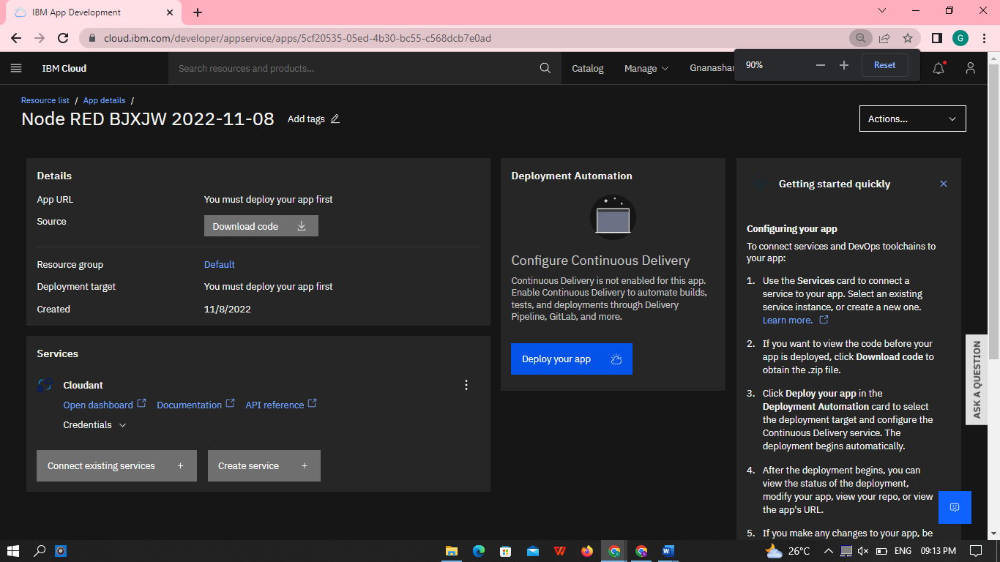 IBM App Development
cloud.ibm.com/developer/appservice/apps/5cf20535-05ed-4b30-bc55-c568dcb7e0ad
G
IBM Cloud
Search resources and products...
Catalog
Manage
Gnanashan
90%
Reset
Resource list / App details /
Node RED BJXJW 2022-11-08
Add tags
Actions...
Details
App URL
You must deploy your app first
Source
Download code
Resource group
Default
Deployment target
You must deploy your app first
Created
11/8/2022
Services
Cloudant
Open dashboard
Documentation
API reference
Credentials
Connect existing services +
Create service +
Deployment Automation
Configure Continuous Delivery
Continuous Delivery is not enabled for this app.
Enable Continuous Delivery to automate builds,
tests, and deployments through Delivery
Pipeline, GitLab, and more.
Deploy your app
Getting started quickly
Configuring your app
To connect services and DevOps toolchains to
your app:
1. Use the Services card to connect a
service to your app. Select an existing
service instance, or create a new one.
Learn more.
2. If you want to view the code before your
app is deployed, click Download code to
obtain the .zip file.
3. Click Deploy your app in the
Deployment Automation card to select
the deployment target and configure the
Continuous Delivery service. The
deployment begins automatically.
4. After the deployment begins, you can
view the status of the deployment,
modify your app, view your repo, or view
the app's URL.
5. If you make any changes to your app, be
ASK A QUESTION
26°C
ENG
09:13 PM